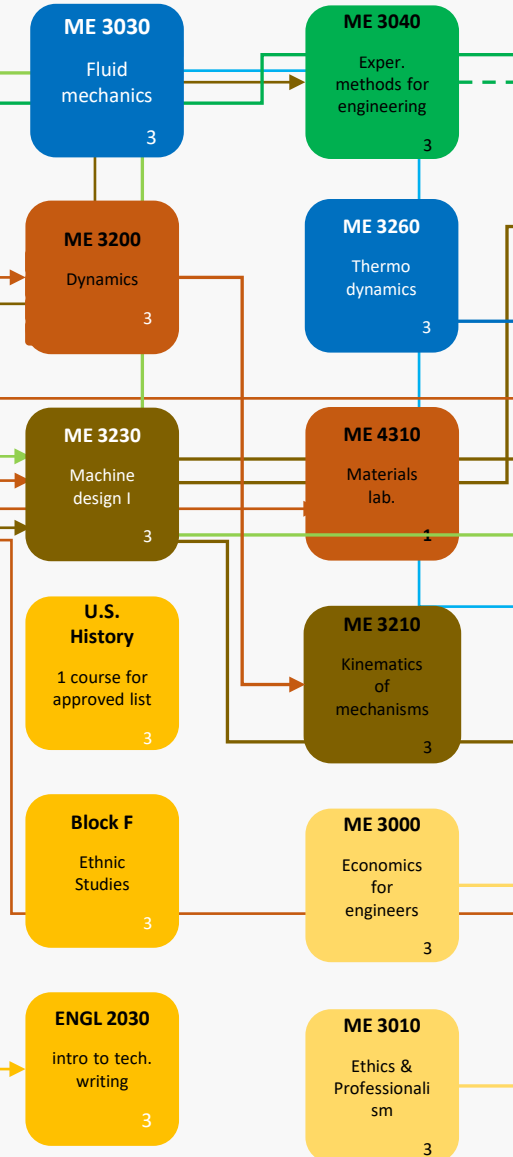 ME 3030
Fluid
mechanics
3
ME 3040
Exper.
methods for
engineering
3
ME 3200
Dynamics
3
ME 3260
Thermo
dynamics
3
ME 3230
Machine
design I
3
ME 4310
Materials
lab.
1
U.S.
History
1 course for
approved list
3
ME 3210
Kinematics
of
mechanisms
3
Block F
Ethnic
Studies
3
ME 3000
Economics
for
engineers
3
ENGL 2030
intro to tech.
writing
3
ME 3010
Ethics &
Professionali
sm
3